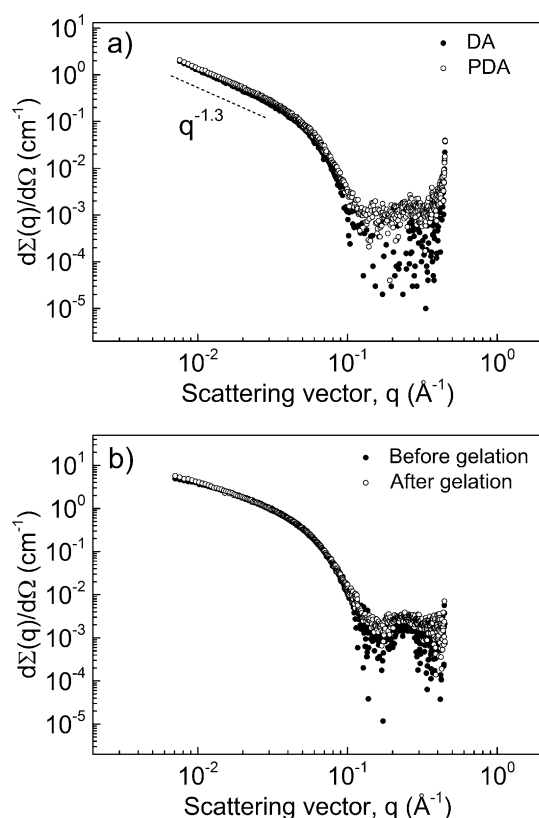 a)
DA
PDA
q^-1.3
10^1
10^0
10^-1
10^-2
10^-3
10^-4
10^-5
dΣ(q)/dΩ (cm^-1)
10^-2
10^-1
10^0
Scattering vector, q (Å^-1)
b)
Before gelation
After gelation
10^1
10^0
10^-1
10^-2
10^-3
10^-4
10^-5
dΣ(q)/dΩ (cm^-1)
10^-2
10^-1
10^0
Scattering vector, q (Å^-1)